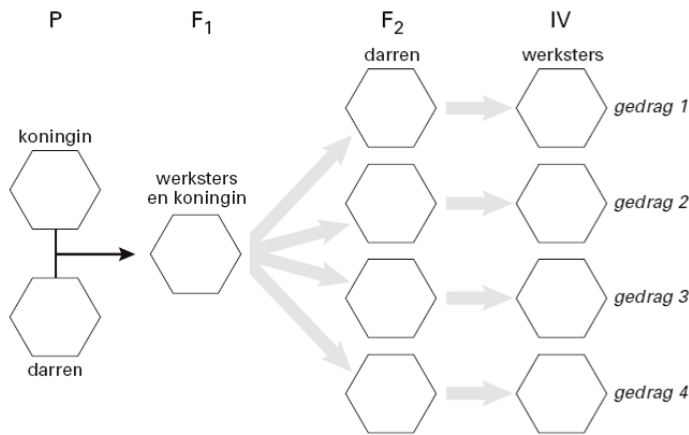 P F₁ F₂ IV
darren werksters
gedrag 1
koningin
werksters
en koningin
gedrag 2
gedrag 3
darren
gedrag 4